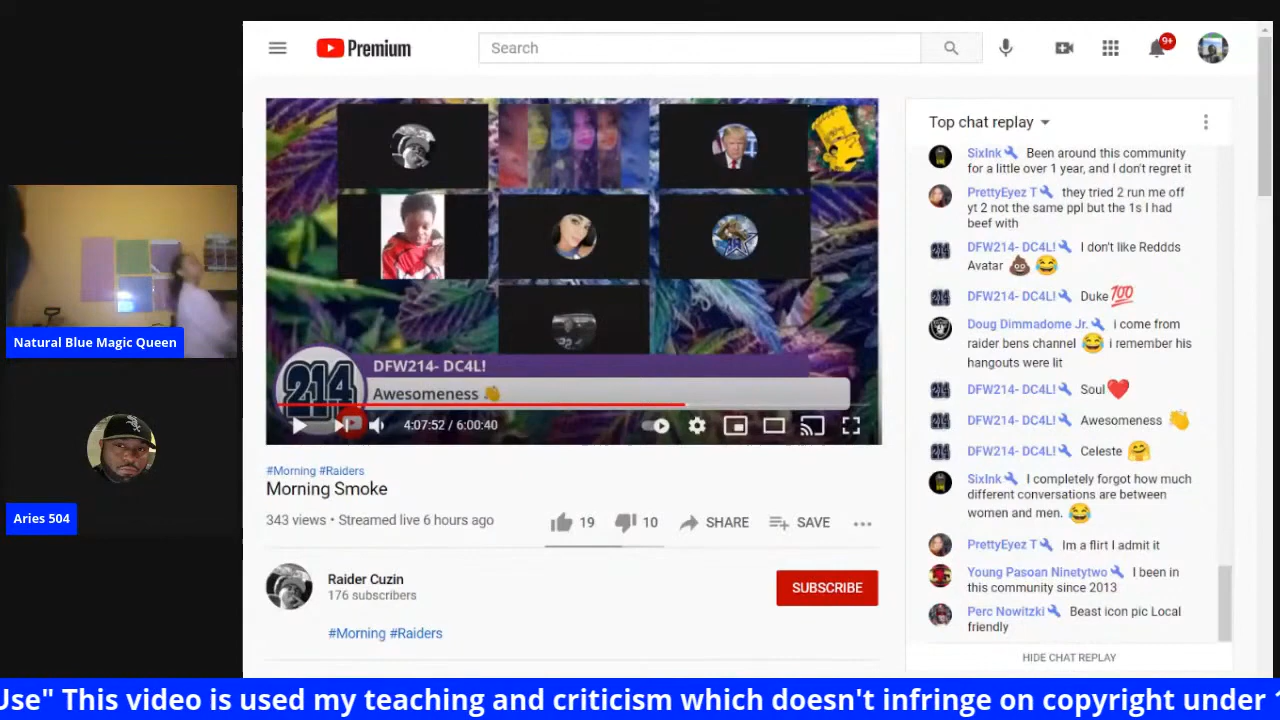 Premium
Search
9+
Natural Blue Magic Queen
Aries 504
214
DFW214- DC4L!
Awesomeness 👏
4:07:52 / 6:00:40
#Morning #Raiders
Morning Smoke
343 views • Streamed live 6 hours ago
19
10
SHARE
SAVE
Raider Cuzin
176 subscribers
SUBSCRIBE
#Morning #Raiders
Top chat replay
SixInk Been around this community
for a little over 1 year, and I don't regret it
PrettyEyez T they tried 2 run me off
yt 2 not the same ppl but the 1s I had
beef with
214 DFW214- DC4L! I don't like Reddds
Avatar 💩 😂
214 DFW214- DC4L! Duke 💯
Doug Dimmadome Jr. i come from
raider bens channel 😂 i remember his
hangouts were lit
214 DFW214- DC4L! Soul ❤️
214 DFW214- DC4L! Awesomeness 👏
214 DFW214- DC4L! Celeste 🤗
SixInk I completely forgot how much
different conversations are between
women and men. 😂
PrettyEyez T Im a flirt I admit it
Young Pasoan Ninetytwo I been in
this community since 2013
Perc Nowitzki Beast icon pic Local
friendly
HIDE CHAT REPLAY
Use" This video is used my teaching and criticism which doesn't infringe on copyright under